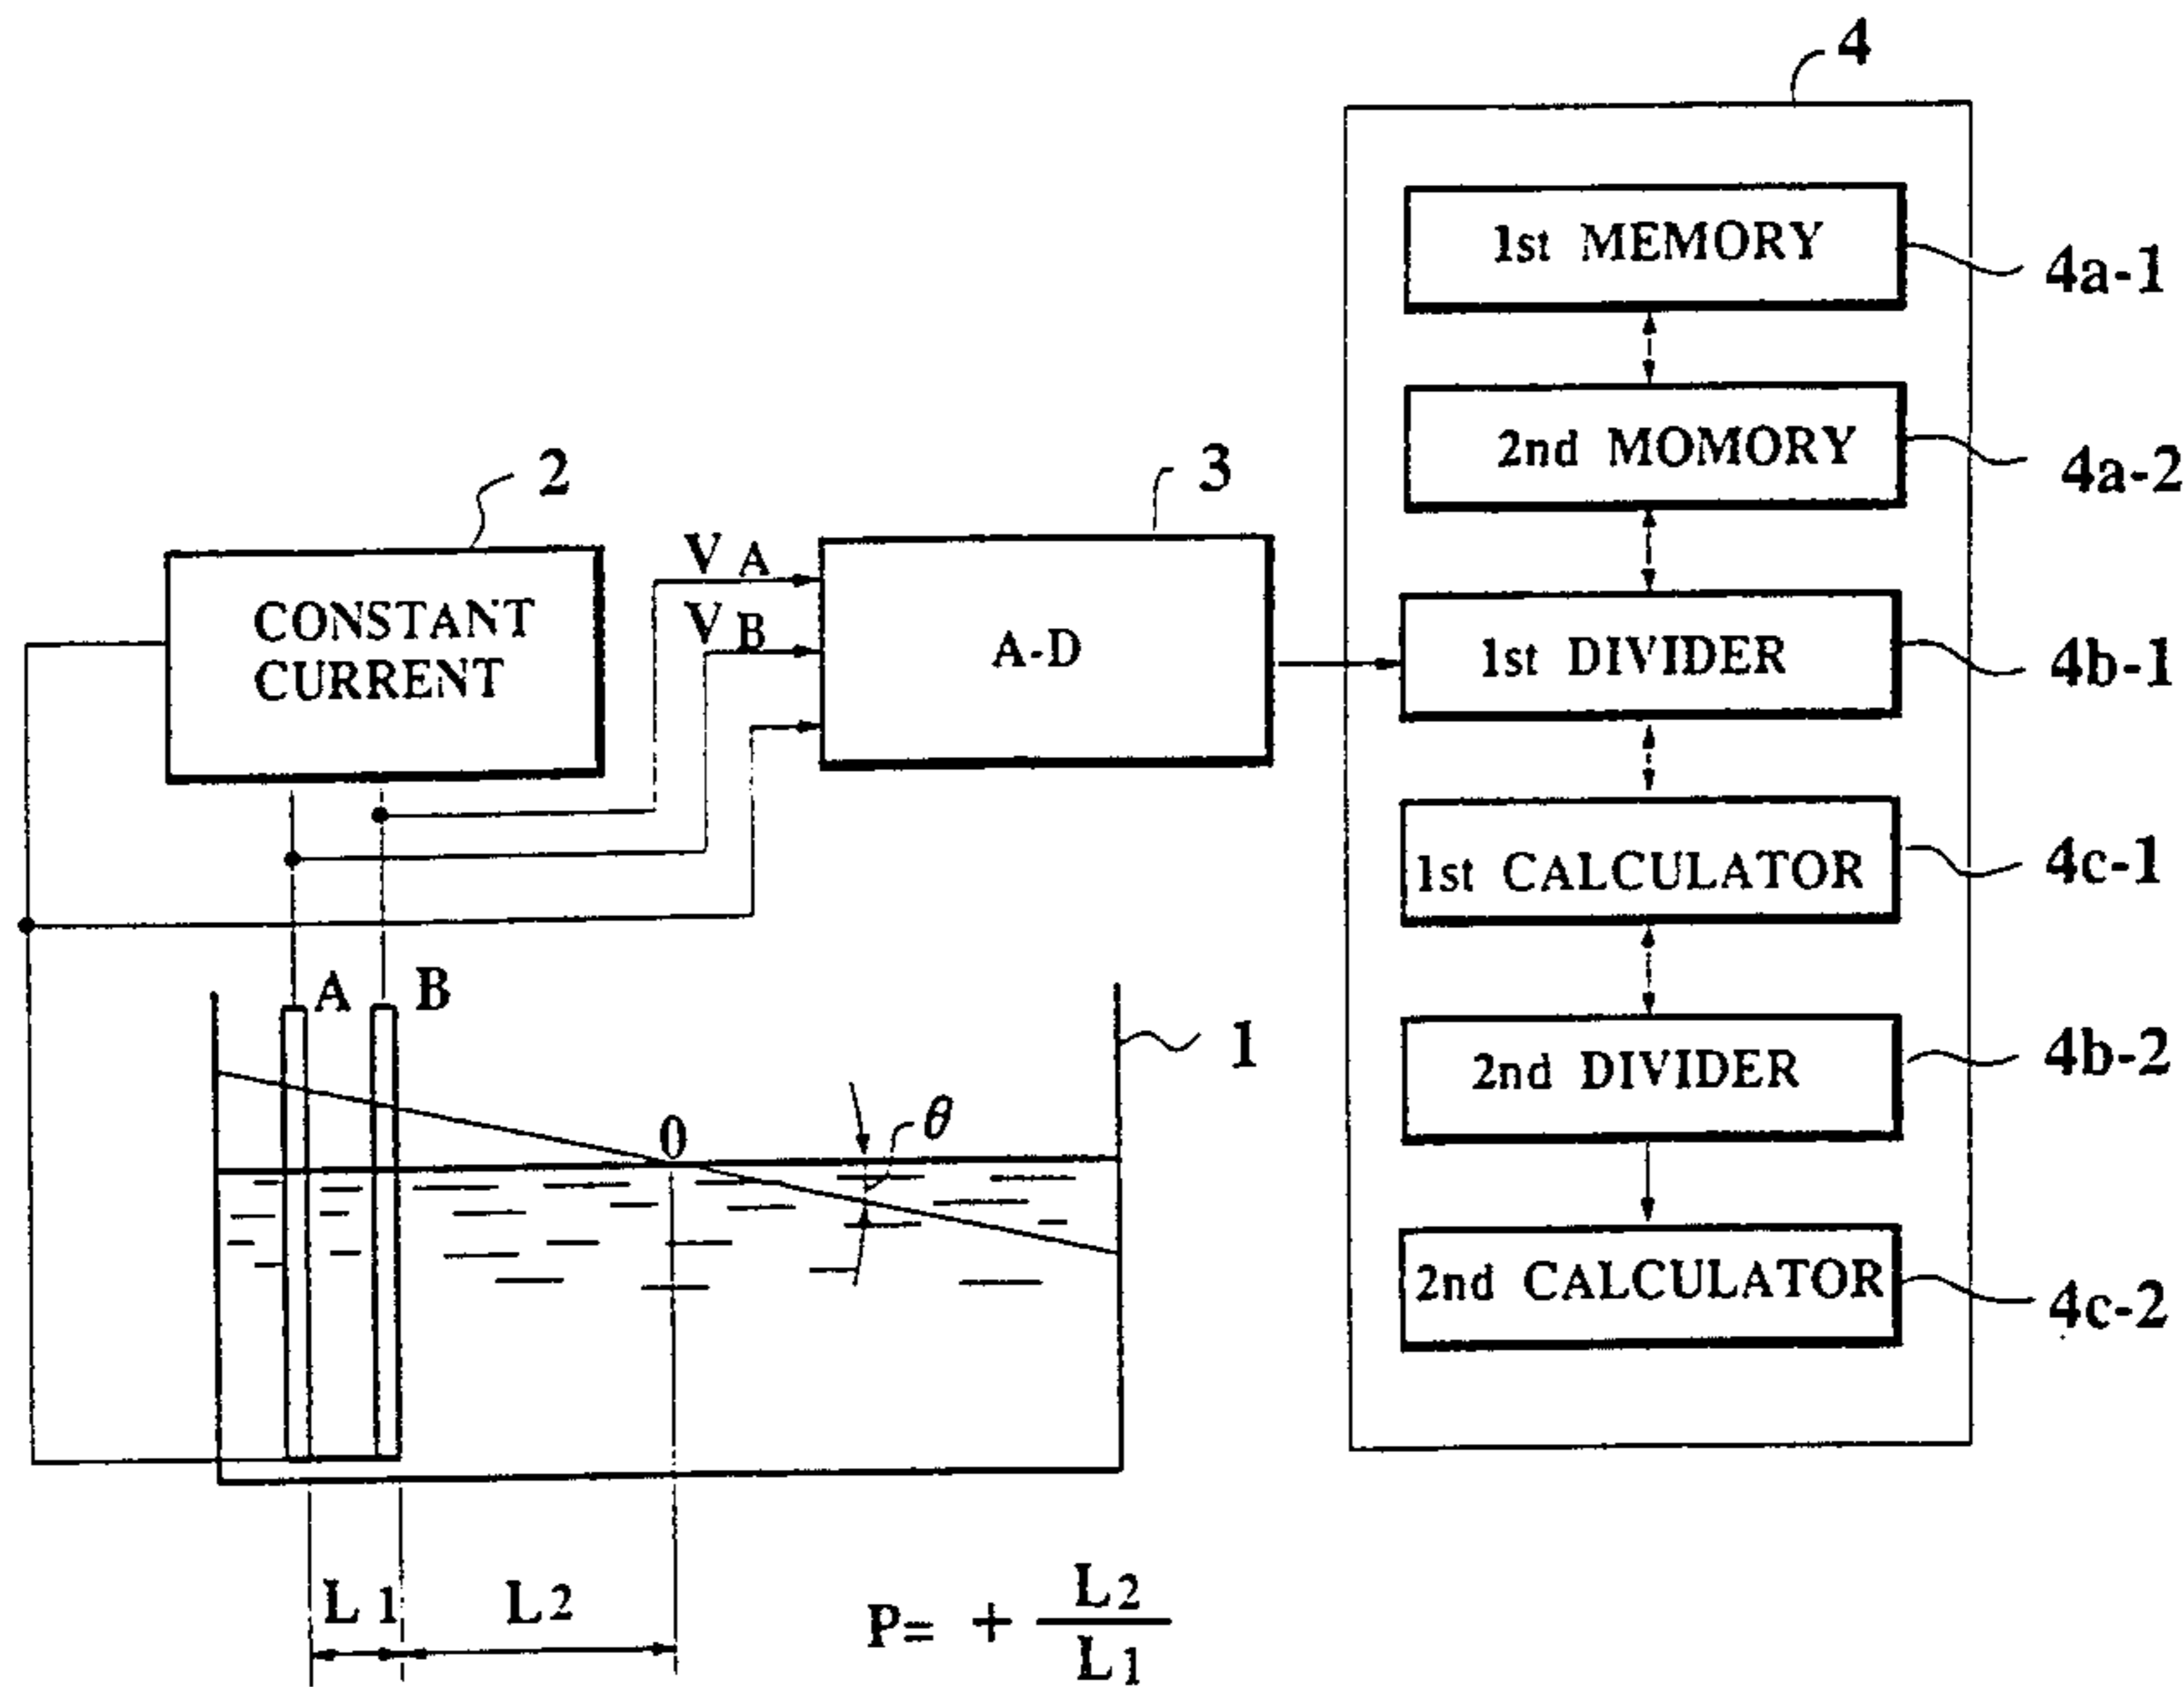 4
1st MEMORY
4a-1
2nd MOMORY
4a-2
2
3
CONSTANT
CURRENT
V A
V B
A-D
1st DIVIDER
4b-1
1st CALCULATOR
4c-1
A
B
1
2nd DIVIDER
4b-2
0
θ
2nd CALCULATOR
4c-2
L 1
L2
P= + L2
L1